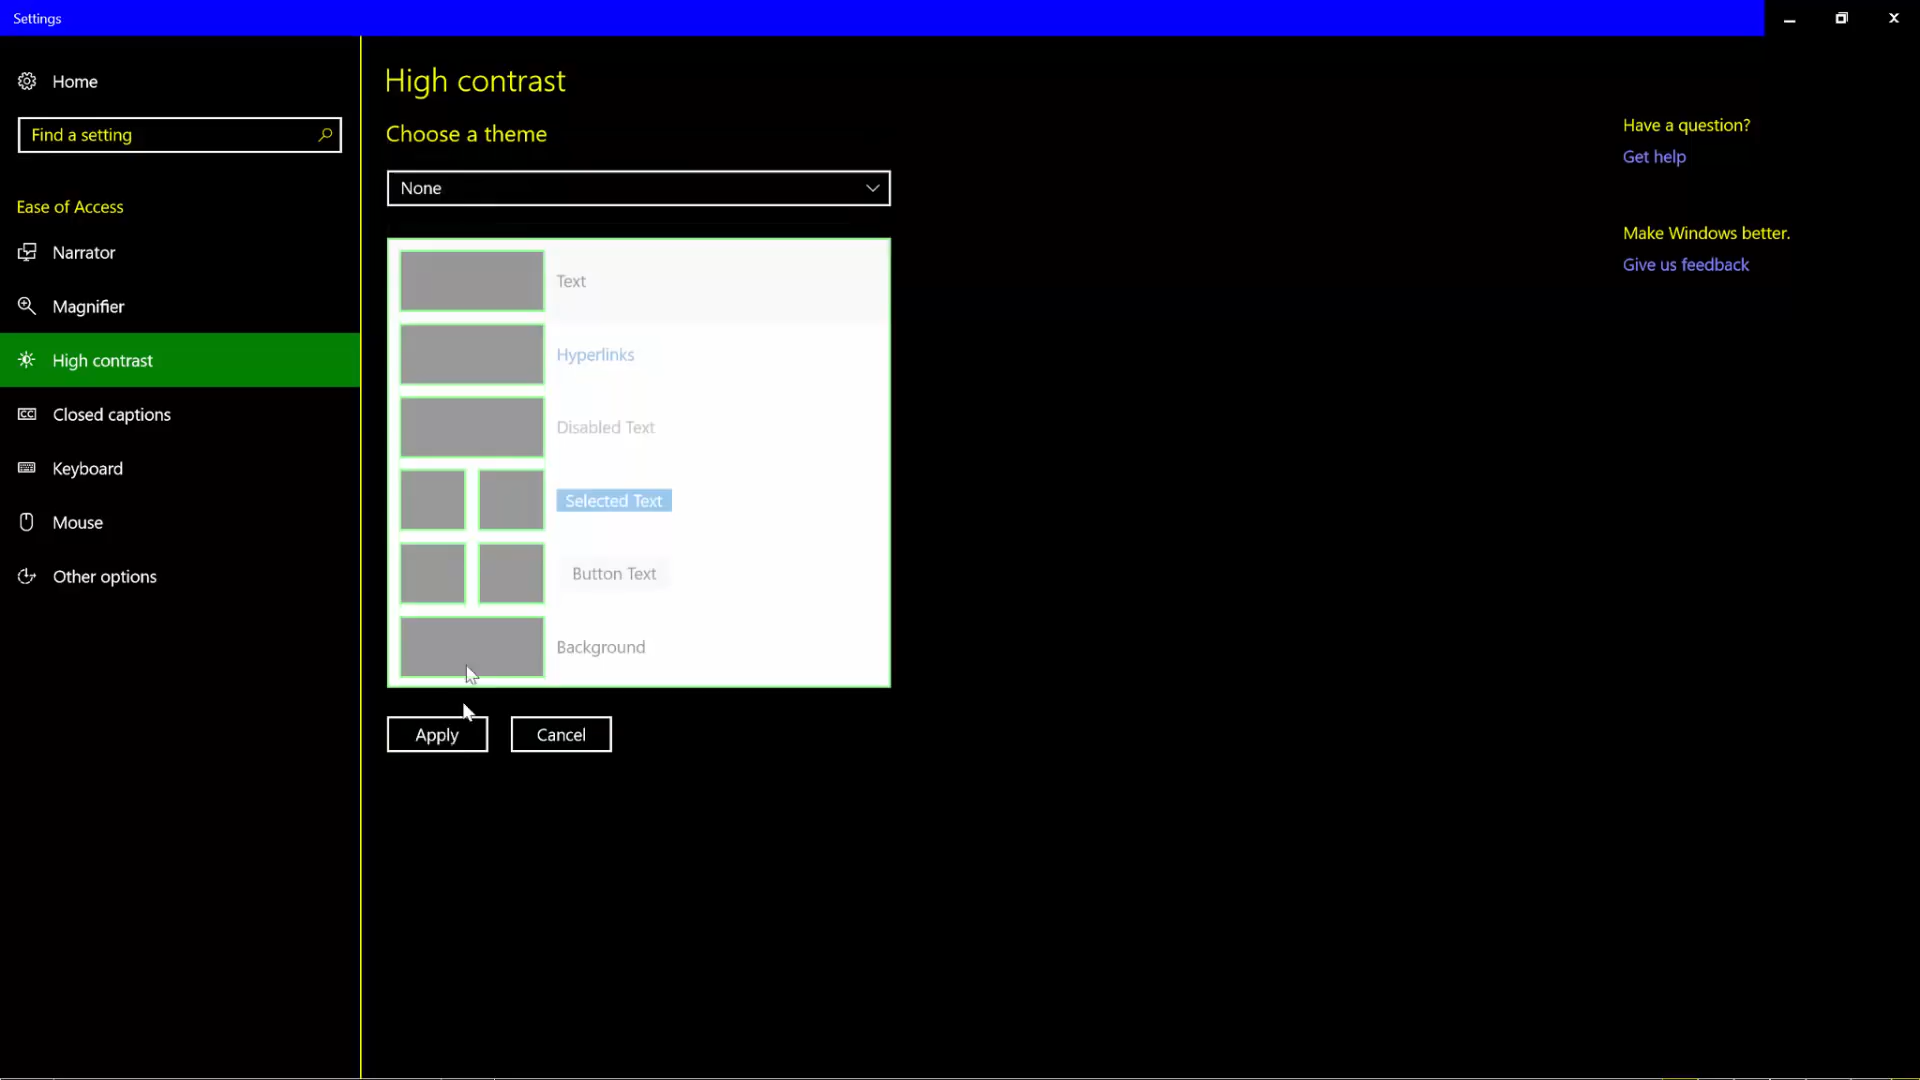 Settings
Home
Find a setting
Ease of Access
Narrator
Magnifier
High contrast
Closed captions
Keyboard
Mouse
Other options
High contrast
Choose a theme
None
Text
Hyperlinks
Disabled Text
Selected Text
Button Text
Background
Apply
Cancel
Have a question?
Get help
Make Windows better.
Give us feedback